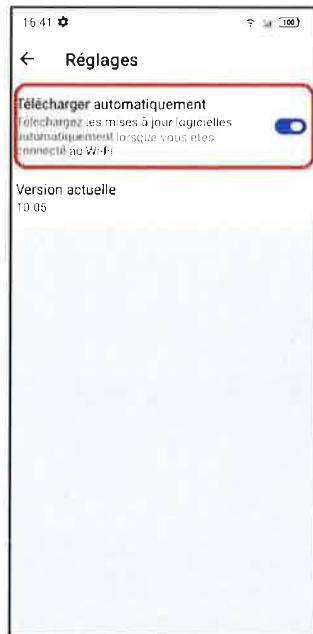 16:41 100
Réglages
Télécharger automatiquement
Téléchargez les mises à jour logicielles
automatiquement lorsque vous êtes
connecté au Wi-Fi
Version actuelle
10.05